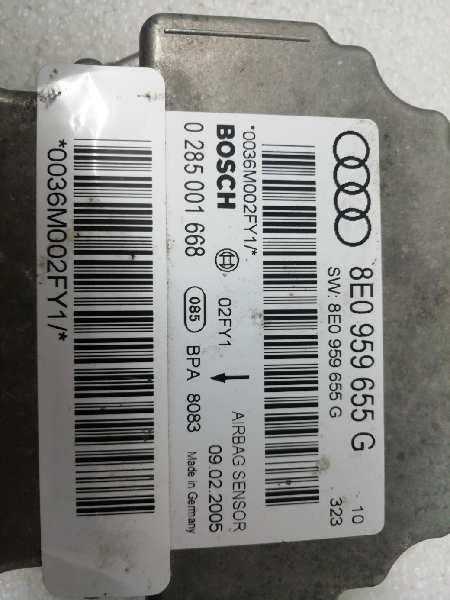 8E0 959 655 G
SW: 8E0 959 655 G
10
323
*0036M002FY1/*
BOSCH
0 285 001 668
02FY1
AIRBAG SENSOR
085
BPA 8083
09.02.2005
Made in Germany
*0036M002FY1/*